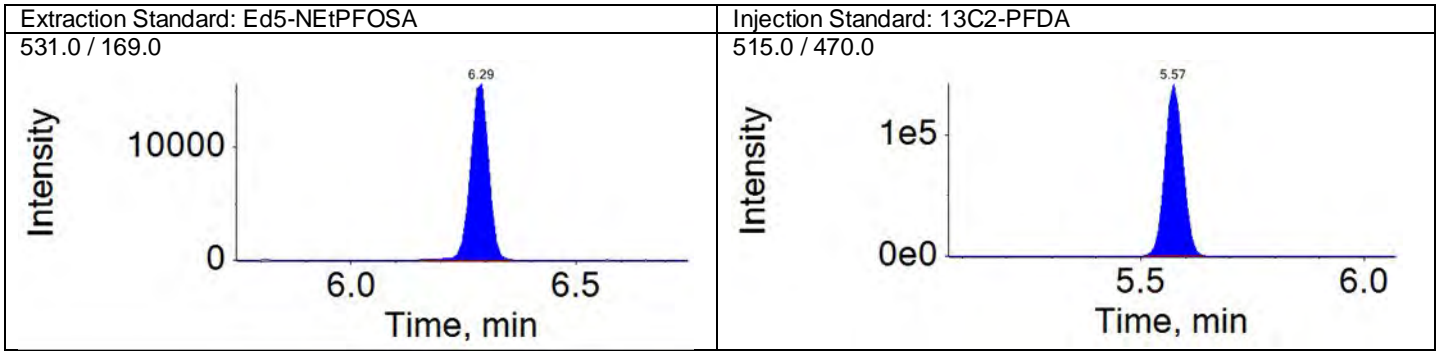 Extraction Standard: Ed5-NEtPFOSA
531.0 / 169.0
6.29
10000
0
6.0 6.5
Intensity
Time, min
Injection Standard: 13C2-PFDA
515.0 / 470.0
5.57
1e5
0e0
5.5 6.0
Intensity
Time, min